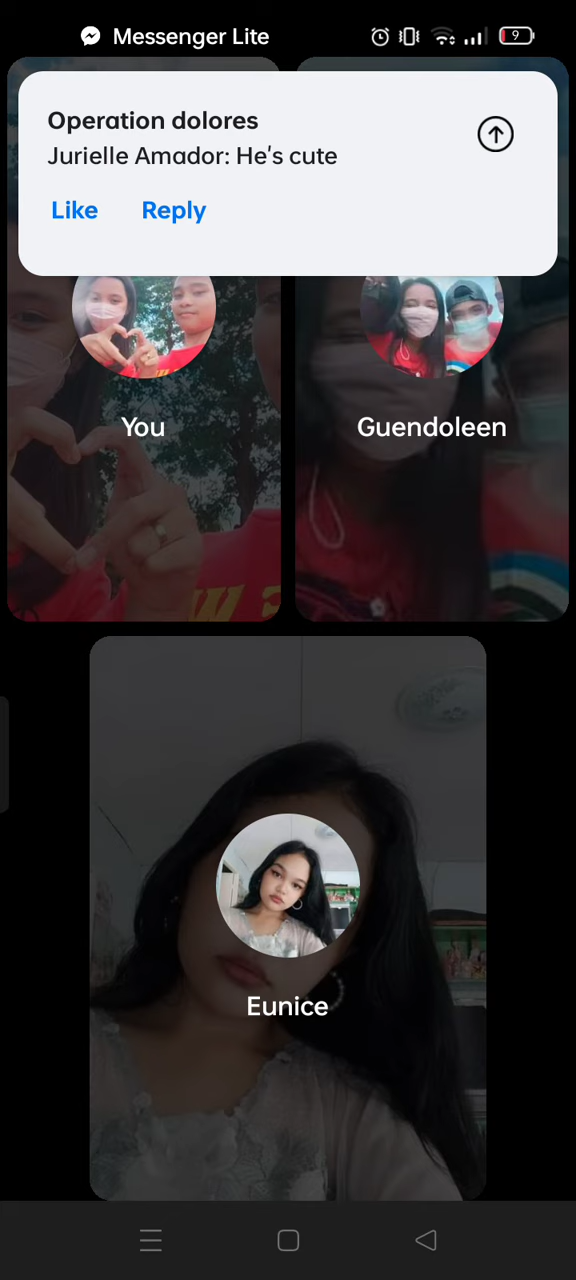 Messenger Lite
9
Operation dolores
Jurielle Amador: He's cute
Like Reply
You
Guendoleen
Eunice